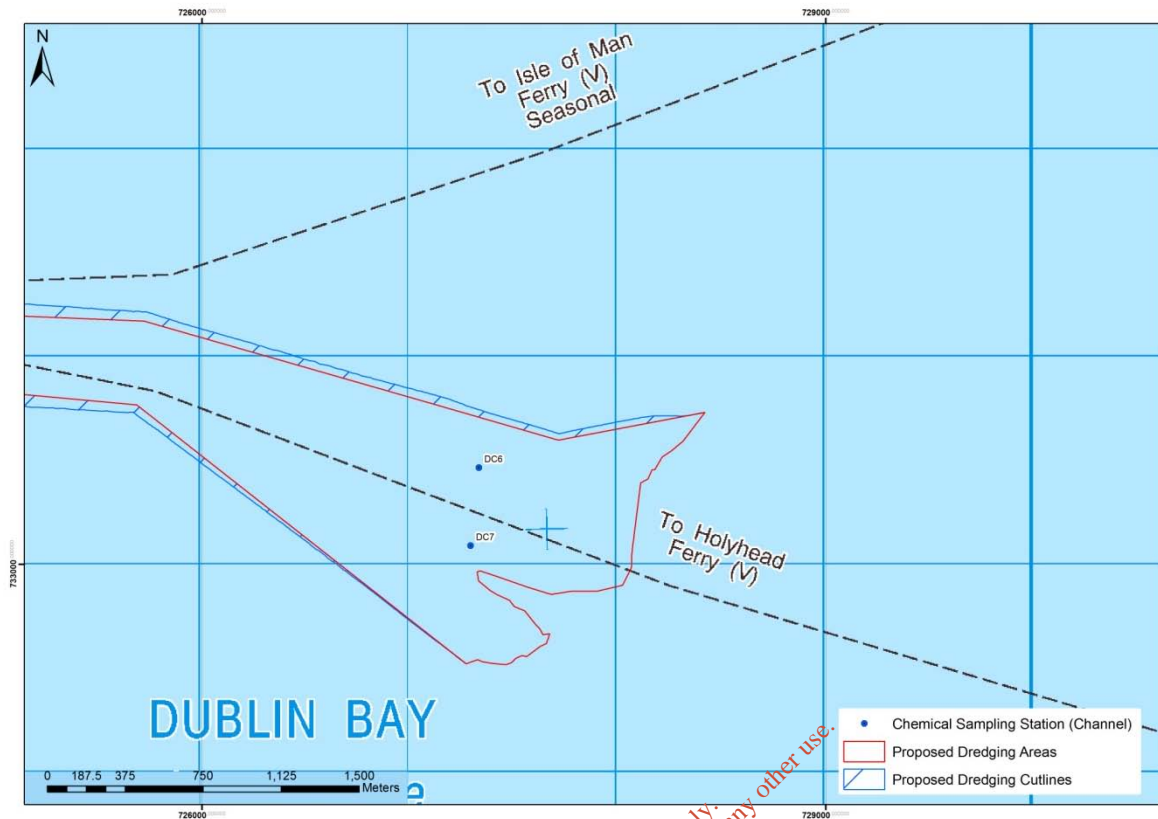 726000
729000
N
To Isle of Man
Ferry (V)
Seasonal
DC6
DC7
To Holyhead
Ferry (V)
733000
733000
DUBLIN BAY
e
0 187.5 375 750 1,125 1,500
Meters
Chemical Sampling Station (Channel)
Proposed Dredging Areas
Proposed Dredging Cutlines
only.
any other use.
726000
729000